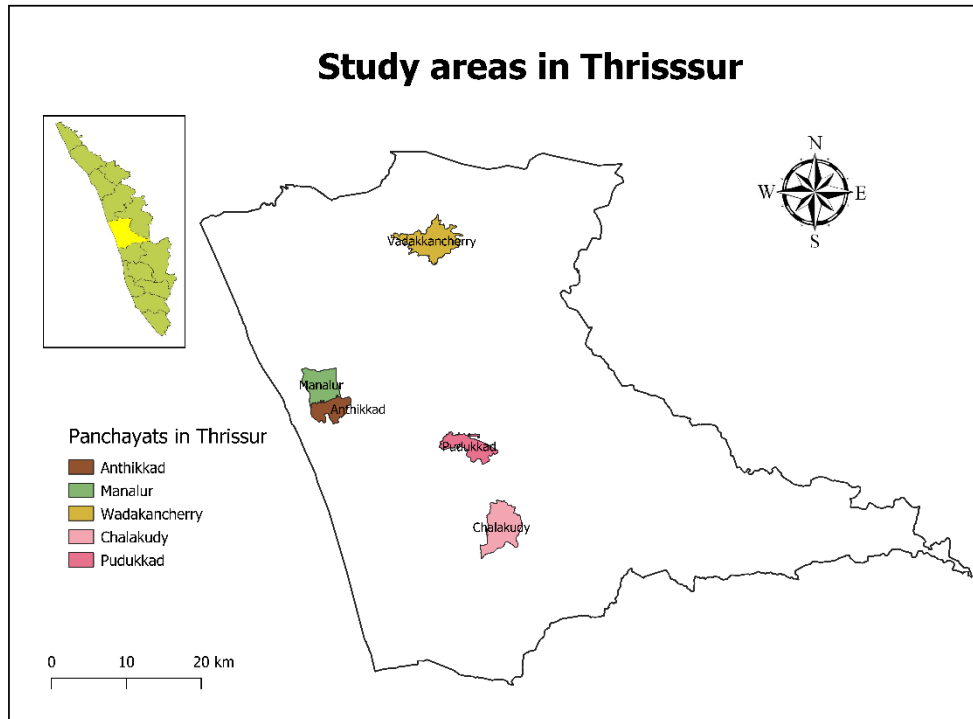 Study areas in Thrisssur
N
W
E
S
Vadakkancherry
Manalur
Anthikkad
Pudukkad
Chalakudy
Panchayats in Thrissur
Anthikkad
Manalur
Wadakancherry
Chalakudy
Pudukkad
0 10 20 km